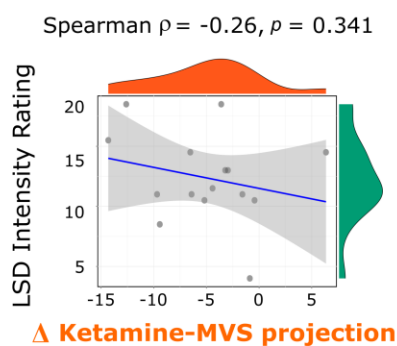 Spearman ρ = -0.26, p = 0.341
LSD Intensity Rating
20
15
10
5
-15 -10 -5 0 5
Δ Ketamine-MVS projection